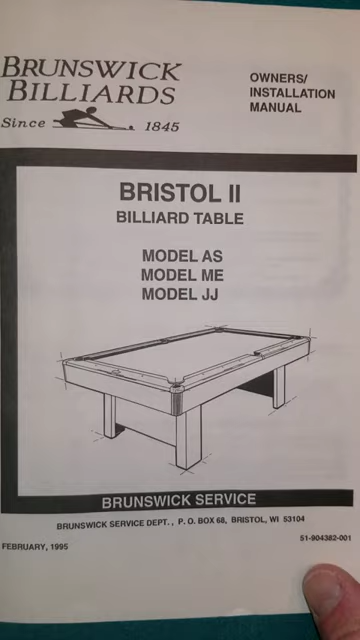 BRUNSWICK
BILLIARDS
Since 1845
OWNERS/
INSTALLATION
MANUAL
BRISTOL II
BILLIARD TABLE
MODEL AS
MODEL ME
MODEL JJ
BRUNSWICK SERVICE
BRUNSWICK SERVICE DEPT., P. O. BOX 68, BRISTOL, WI 53104
51-904382-001
FEBRUARY, 1995